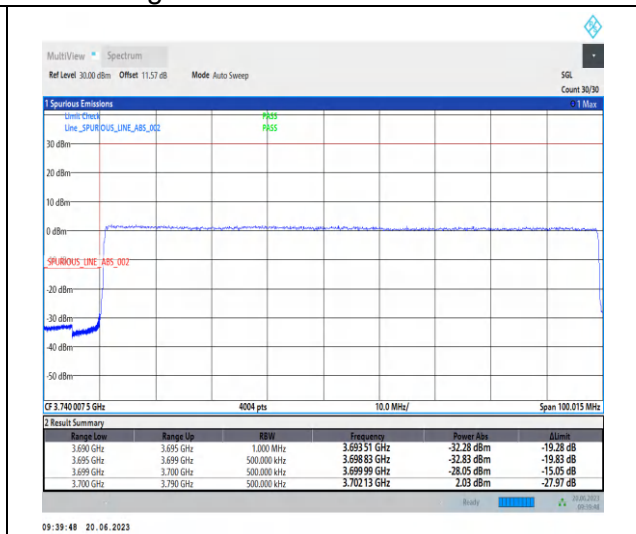 MultiView Spectrum
Ref Level 30.00 dBm Offset 11.57 dB Mode Auto Sweep SGL
Count 30/30
1 Spurious Emissions 1 Max
Limit Check PASS
Line _SPURIOUS_LINE_ABS_002 PASS
30 dBm
20 dBm
10 dBm
0 dBm
_SPURIOUS_LINE_ABS_002
-20 dBm
-30 dBm
-40 dBm
-50 dBm
CF 3.740 007 5 GHz 4004 pts 10.0 MHz/ Span 100.015 MHz
2 Result Summary
Range Low Range Up RBW Frequency Power Abs ΔLimit
3.690 GHz 3.695 GHz 1.000 MHz 3.693 51 GHz -32.28 dBm -19.28 dB
3.695 GHz 3.699 GHz 500.000 kHz 3.698 83 GHz -32.83 dBm -19.83 dB
3.699 GHz 3.700 GHz 500.000 kHz 3.699 99 GHz -28.05 dBm -15.05 dB
3.700 GHz 3.790 GHz 500.000 kHz 3.702 13 GHz 2.03 dBm -27.97 dB
Ready 20.06.2023
09:39:48
09:39:48 20.06.2023